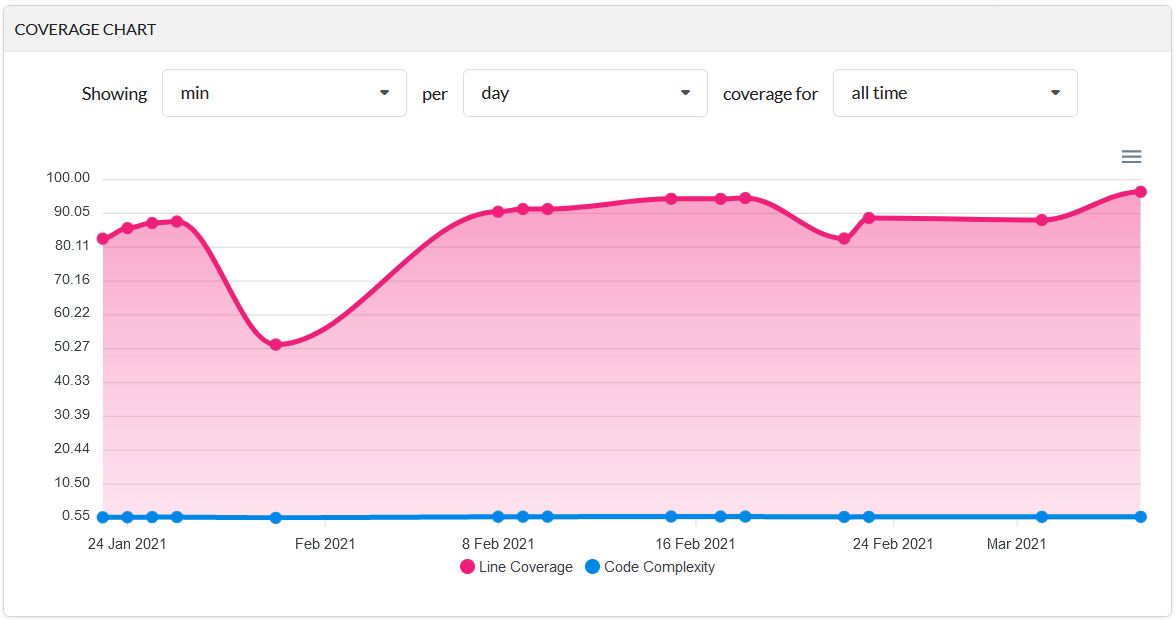 COVERAGE CHART
Showing min per day coverage for all time
100.00
90.05
80.11
70.16
60.22
50.27
40.33
30.39
20.44
10.50
0.55
24 Jan 2021 Feb 2021 8 Feb 2021 16 Feb 2021 24 Feb 2021 Mar 2021
Line Coverage Code Complexity